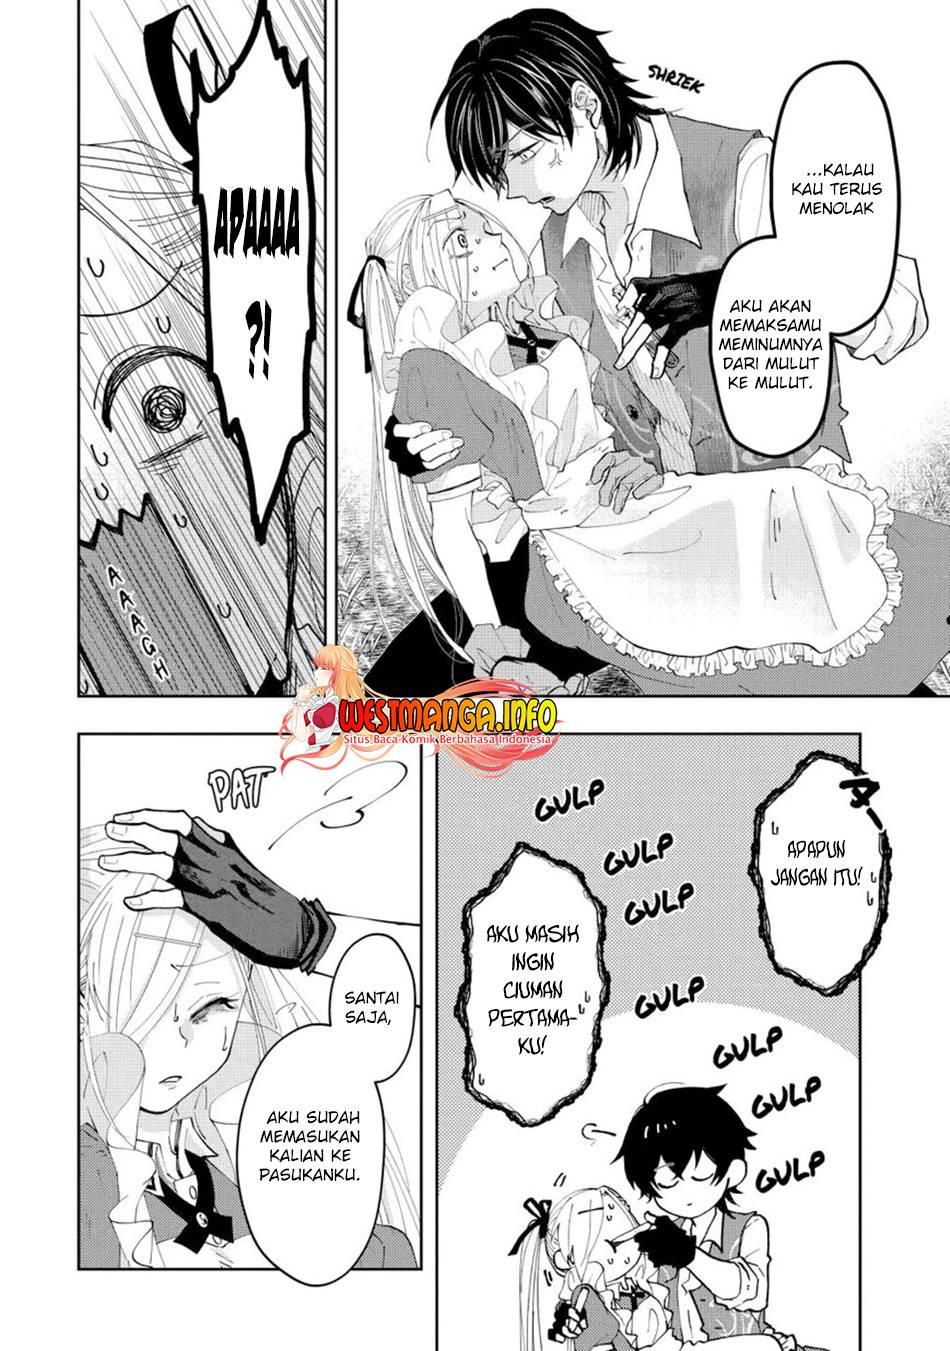 SHRIEK
...KALAU
KAU TERUS
MENOLAK
AKU AKAN
MEMAKSAMU
MEMINUMNYA
DARI MULUT
KE MULUT.
APAAAA
?!
AAAGH
WESTMANGA.INFO
Situs Baca Komik Berbahasa Indonesia
A-
APAPUN
JANGAN ITU!
GULP
GULP
GULP
AKU MASIH
INGIN
CIUMAN
PERTAMA-
KU!
GULP
GULP
GULP
GULP
PAT
SANTAI
SAJA,
AKU SUDAH
MEMASUKAN
KALIAN KE
PASUKANKU.